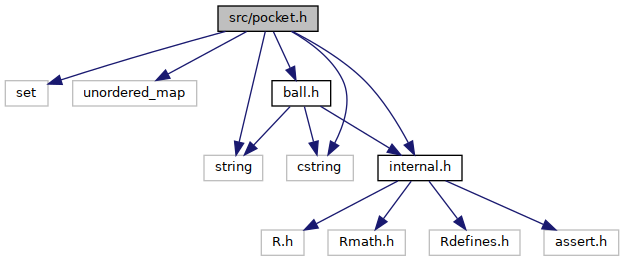 src/pocket.h
set
unordered_map
ball.h
string
cstring
internal.h
R.h
Rmath.h
Rdefines.h
assert.h